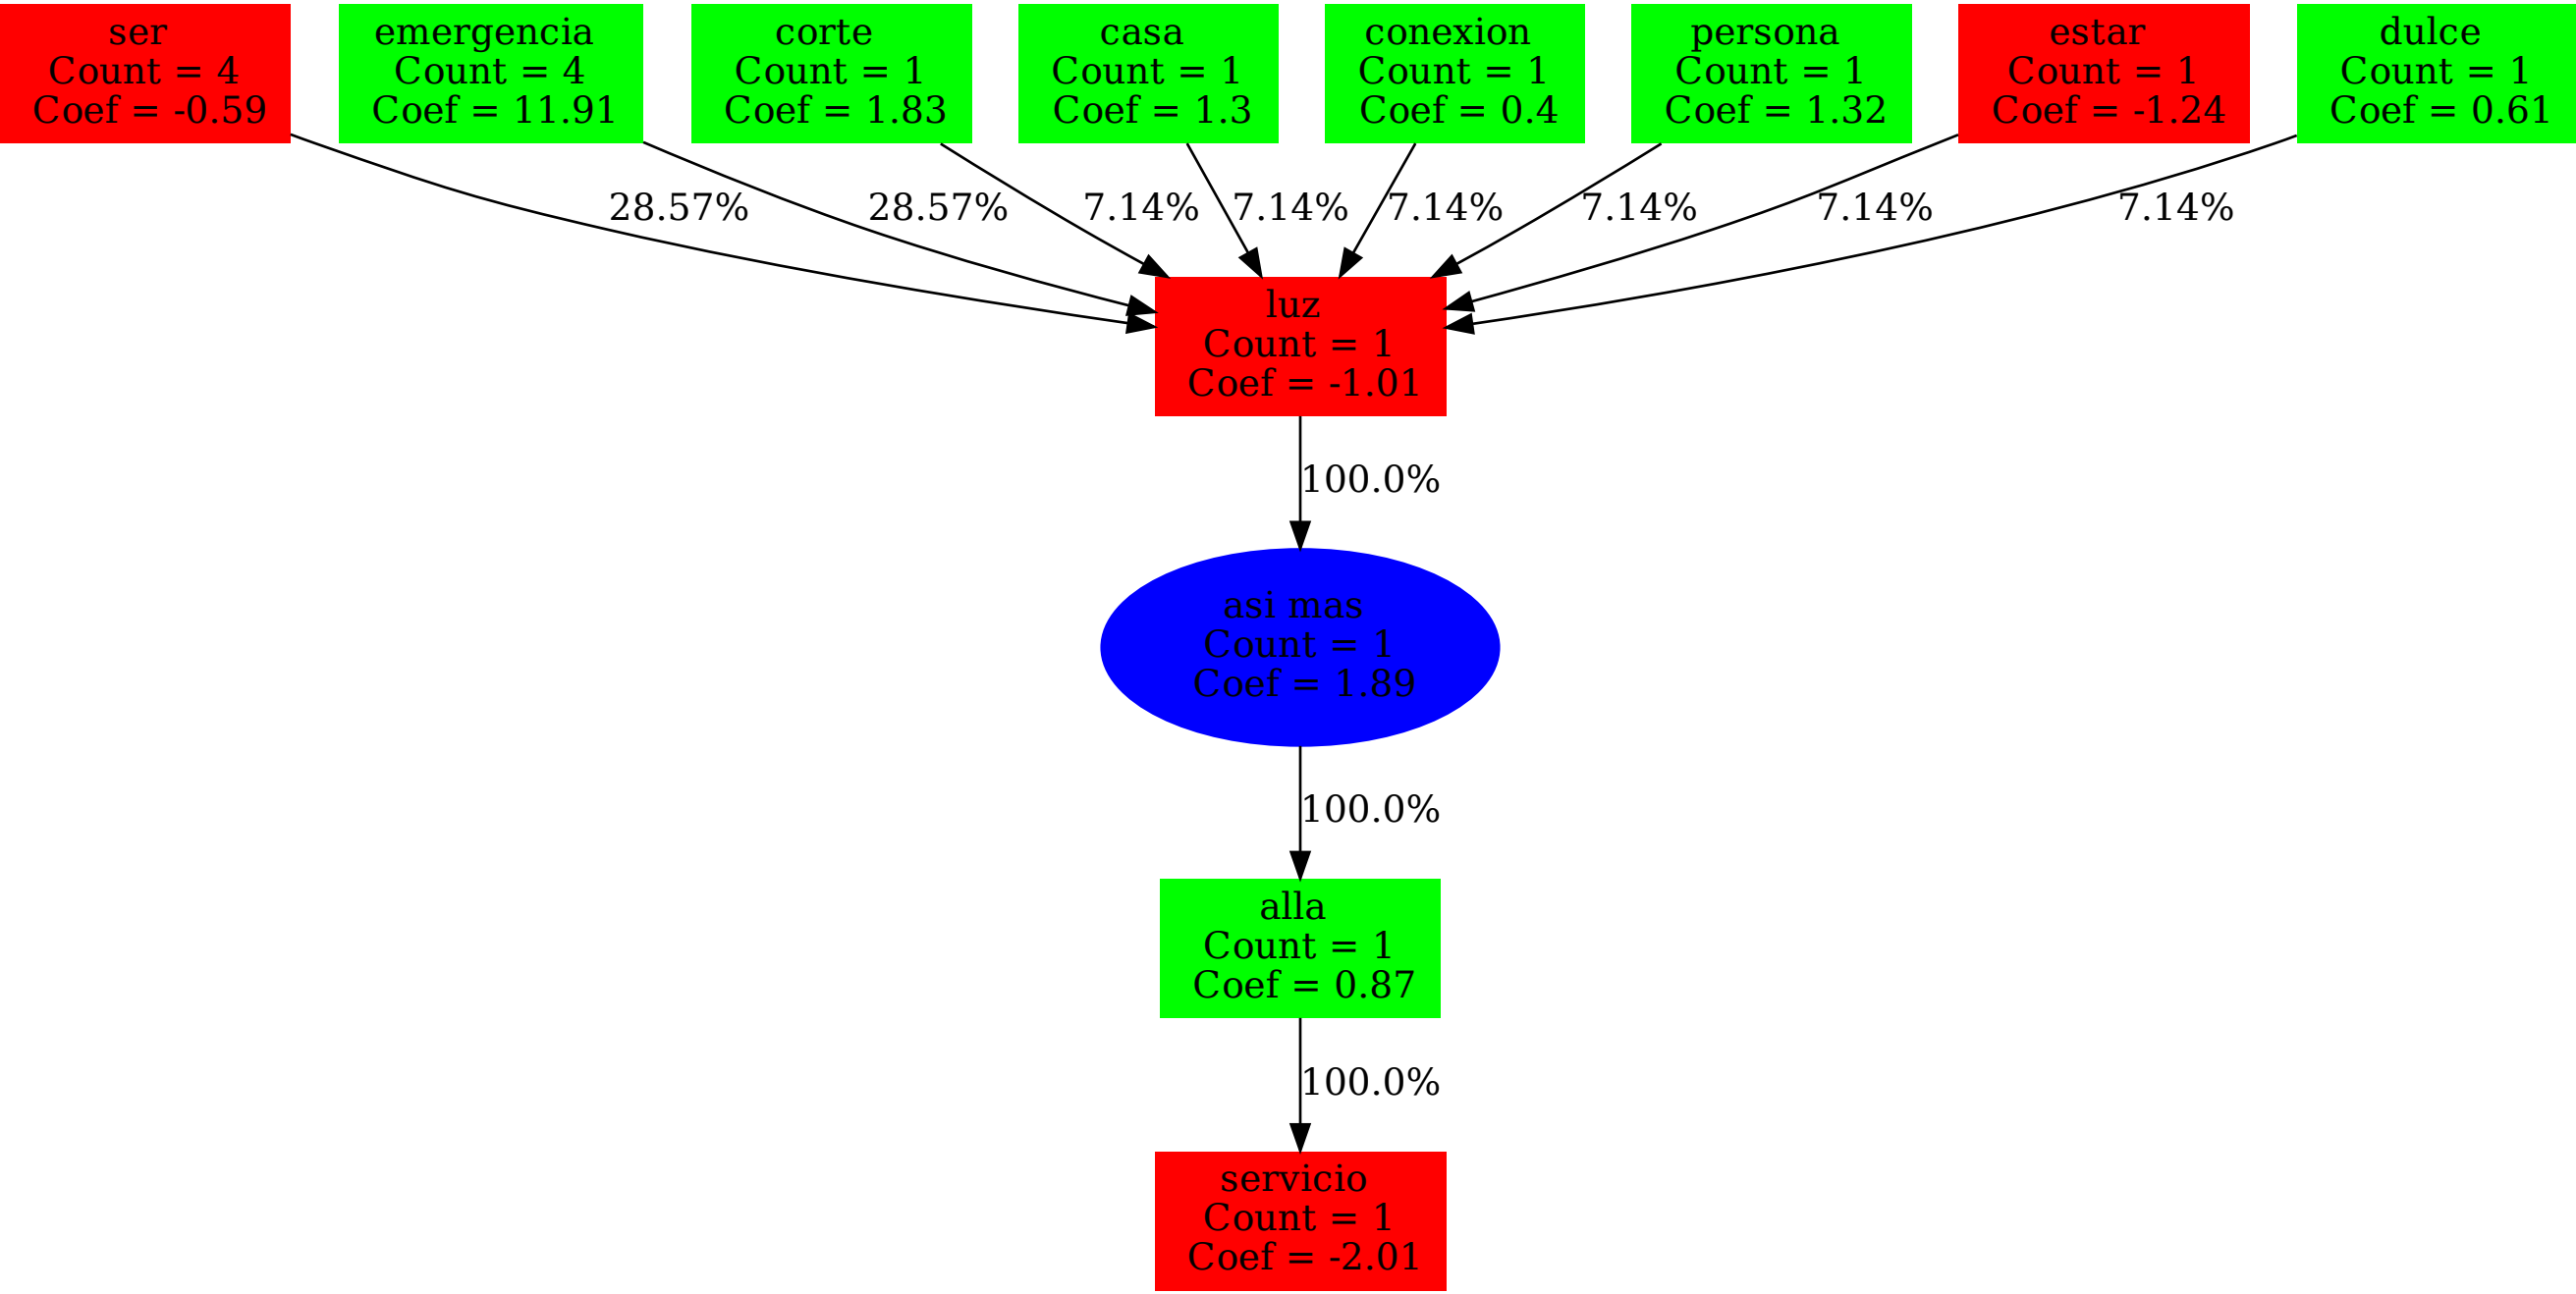 ser
Count = 4
Coef = -0.59
emergencia
Count = 4
Coef = 11.91
corte
Count = 1
Coef = 1.83
casa
Count = 1
Coef = 1.3
conexion
Count = 1
Coef = 0.4
persona
Count = 1
Coef = 1.32
estar
Count = 1
Coef = -1.24
dulce
Count = 1
Coef = 0.61
28.57%
28.57%
7.14%
7.14%
7.14%
7.14%
7.14%
7.14%
luz
Count = 1
Coef = -1.01
100.0%
asi mas
Count = 1
Coef = 1.89
100.0%
alla
Count = 1
Coef = 0.87
100.0%
servicio
Count = 1
Coef = -2.01